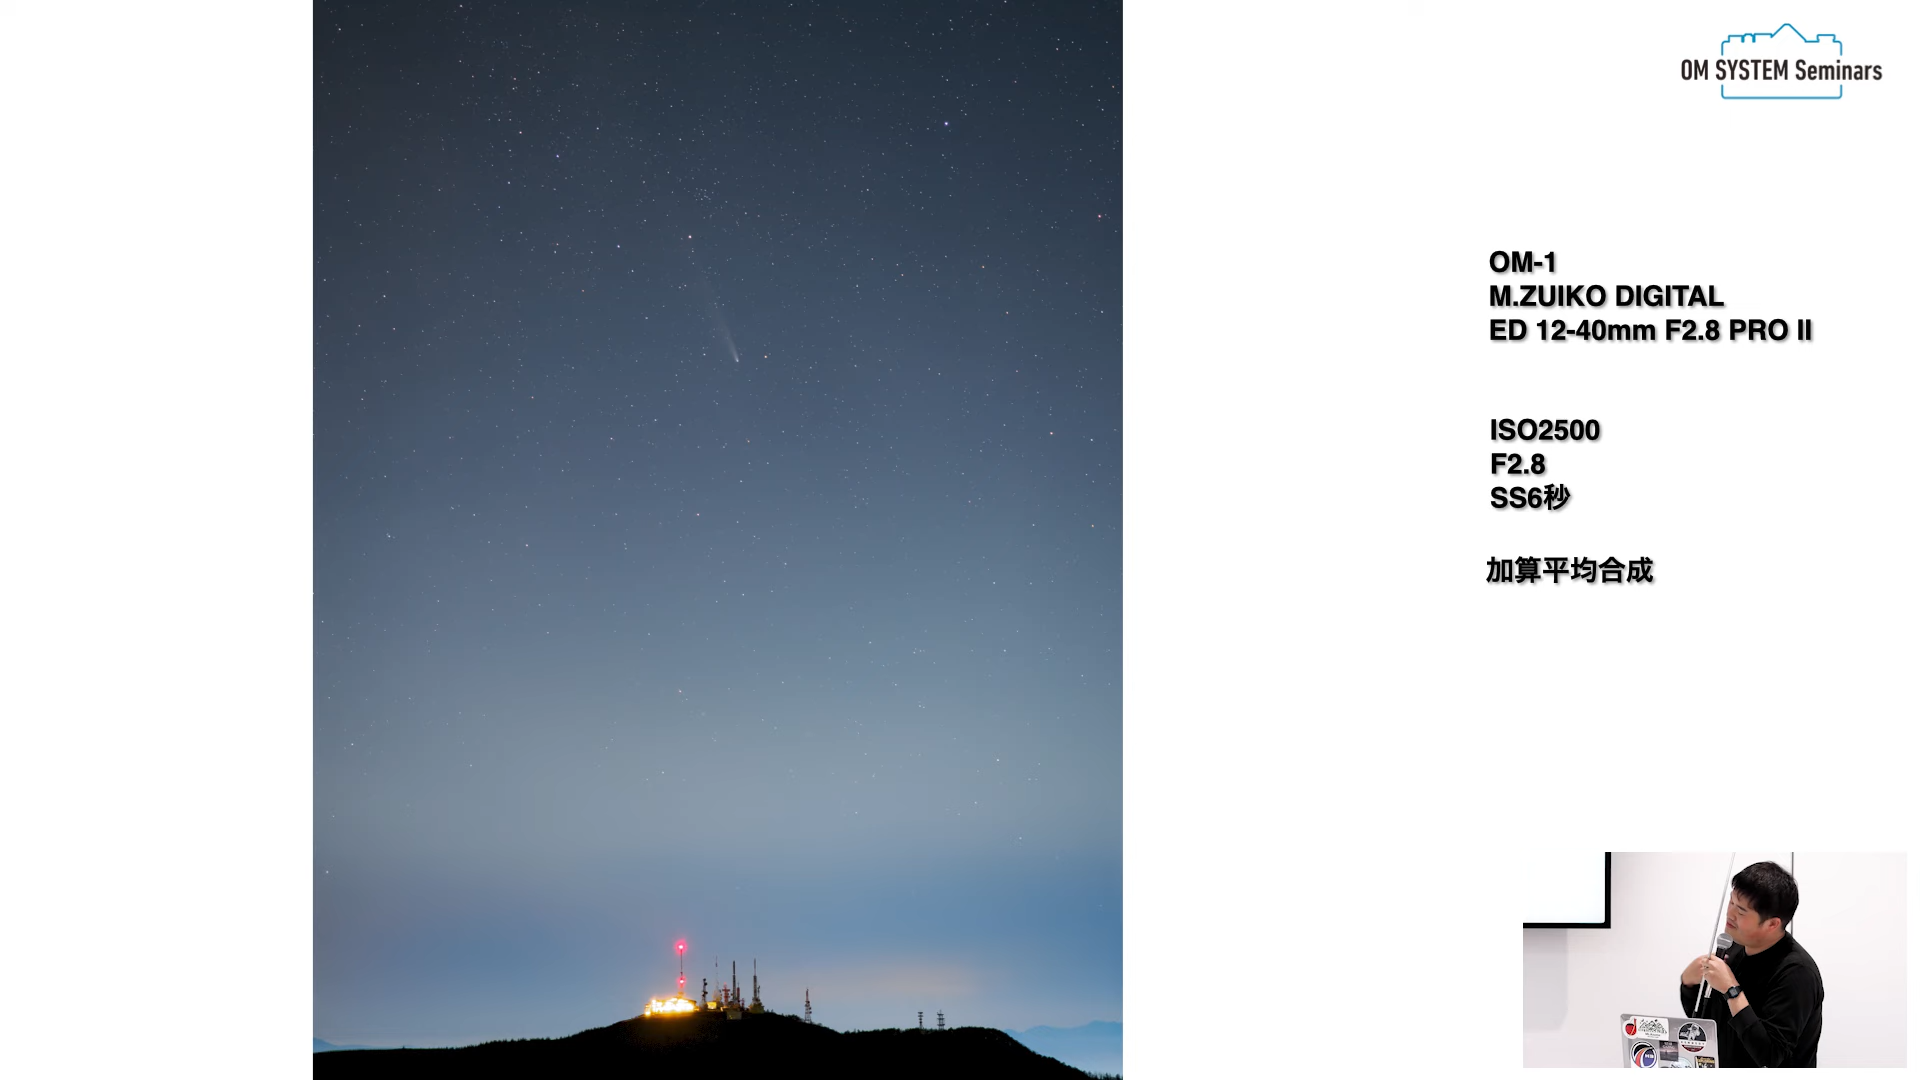 OM SYSTEM Seminars
OM-1
M.ZUIKO DIGITAL
ED 12-40mm F2.8 PRO II
ISO2500
F2.8
SS6秒
加算平均合成